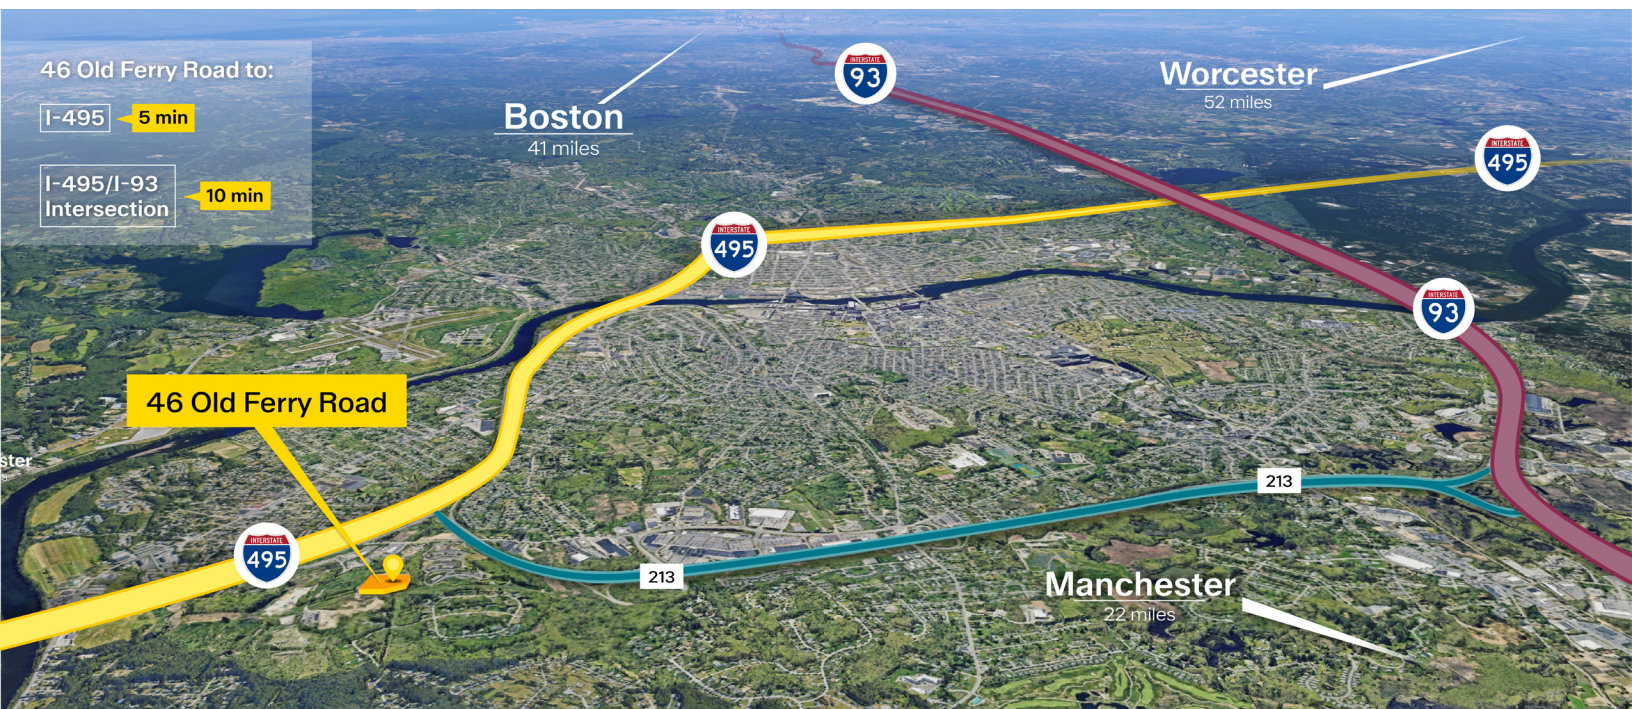 46 Old Ferry Road to:
I-495
5 min
I-495/I-93
Intersection
10 min
Boston
41 miles
INTERSTATE
93
Worcester
52 miles
INTERSTATE
495
INTERSTATE
495
INTERSTATE
93
46 Old Ferry Road
ster
213
INTERSTATE
495
213
Manchester
22 miles